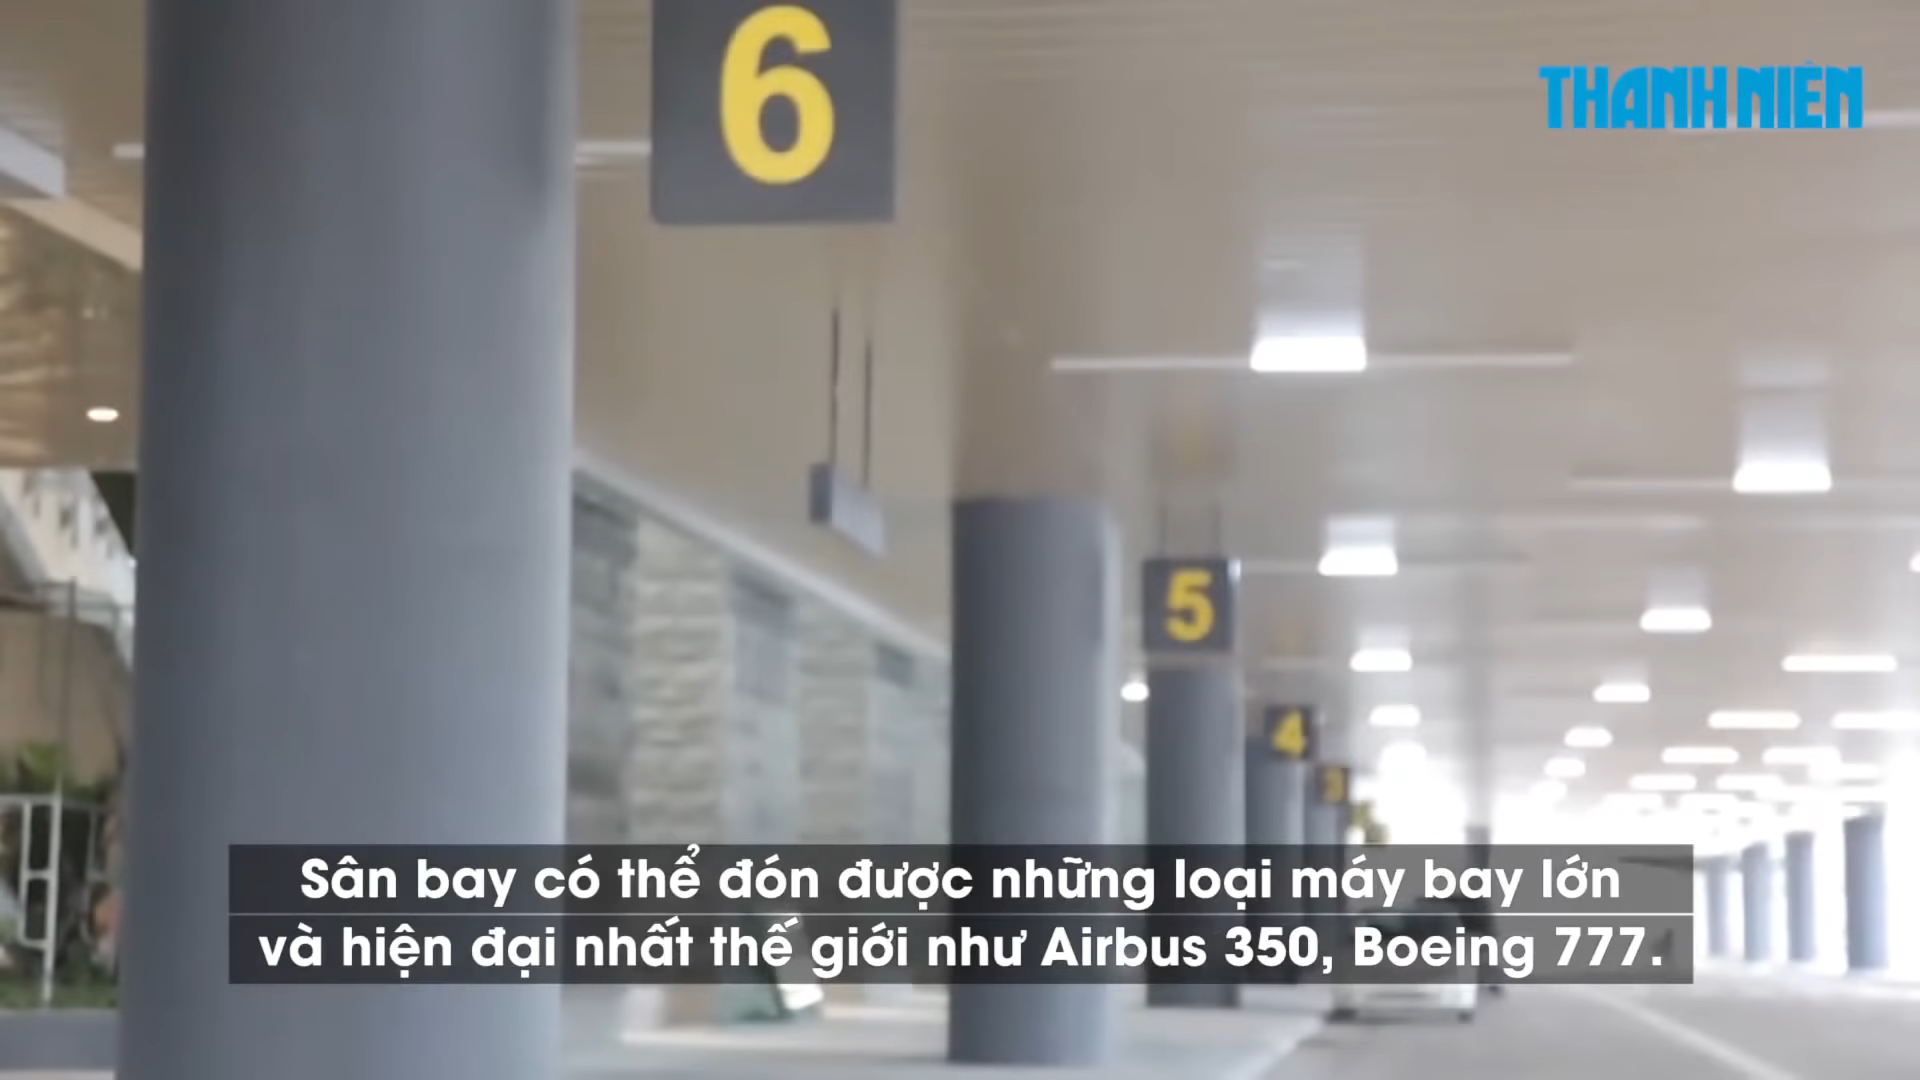 6
THANH NIÊN
5
4
3
Sân bay có thể đón được những loại máy bay lớn
và hiện đại nhất thế giới như Airbus 350, Boeing 777.